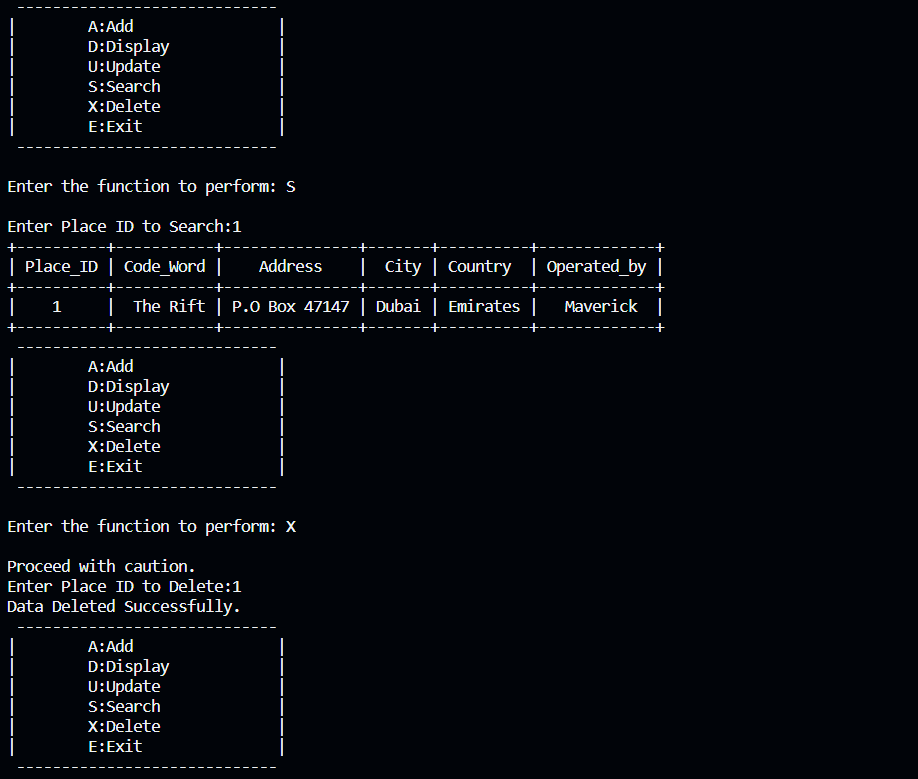 -----------------------------
|        A:Add                |
|        D:Display            |
|        U:Update             |
|        S:Search             |
|        X:Delete             |
|        E:Exit               |
 -----------------------------
Enter the function to perform: S
Enter Place ID to Search:1
+----------+-----------+---------------+-------+----------+-------------+
| Place_ID | Code_Word |    Address    |  City | Country  | Operated_by |
+----------+-----------+---------------+-------+----------+-------------+
|    1     |  The Rift | P.O Box 47147 | Dubai | Emirates |   Maverick  |
+----------+-----------+---------------+-------+----------+-------------+
 -----------------------------
|        A:Add                |
|        D:Display            |
|        U:Update             |
|        S:Search             |
|        X:Delete             |
|        E:Exit               |
 -----------------------------
Enter the function to perform: X
Proceed with caution.
Enter Place ID to Delete:1
Data Deleted Successfully.
 -----------------------------
|        A:Add                |
|        D:Display            |
|        U:Update             |
|        S:Search             |
|        X:Delete             |
|        E:Exit               |
 -----------------------------